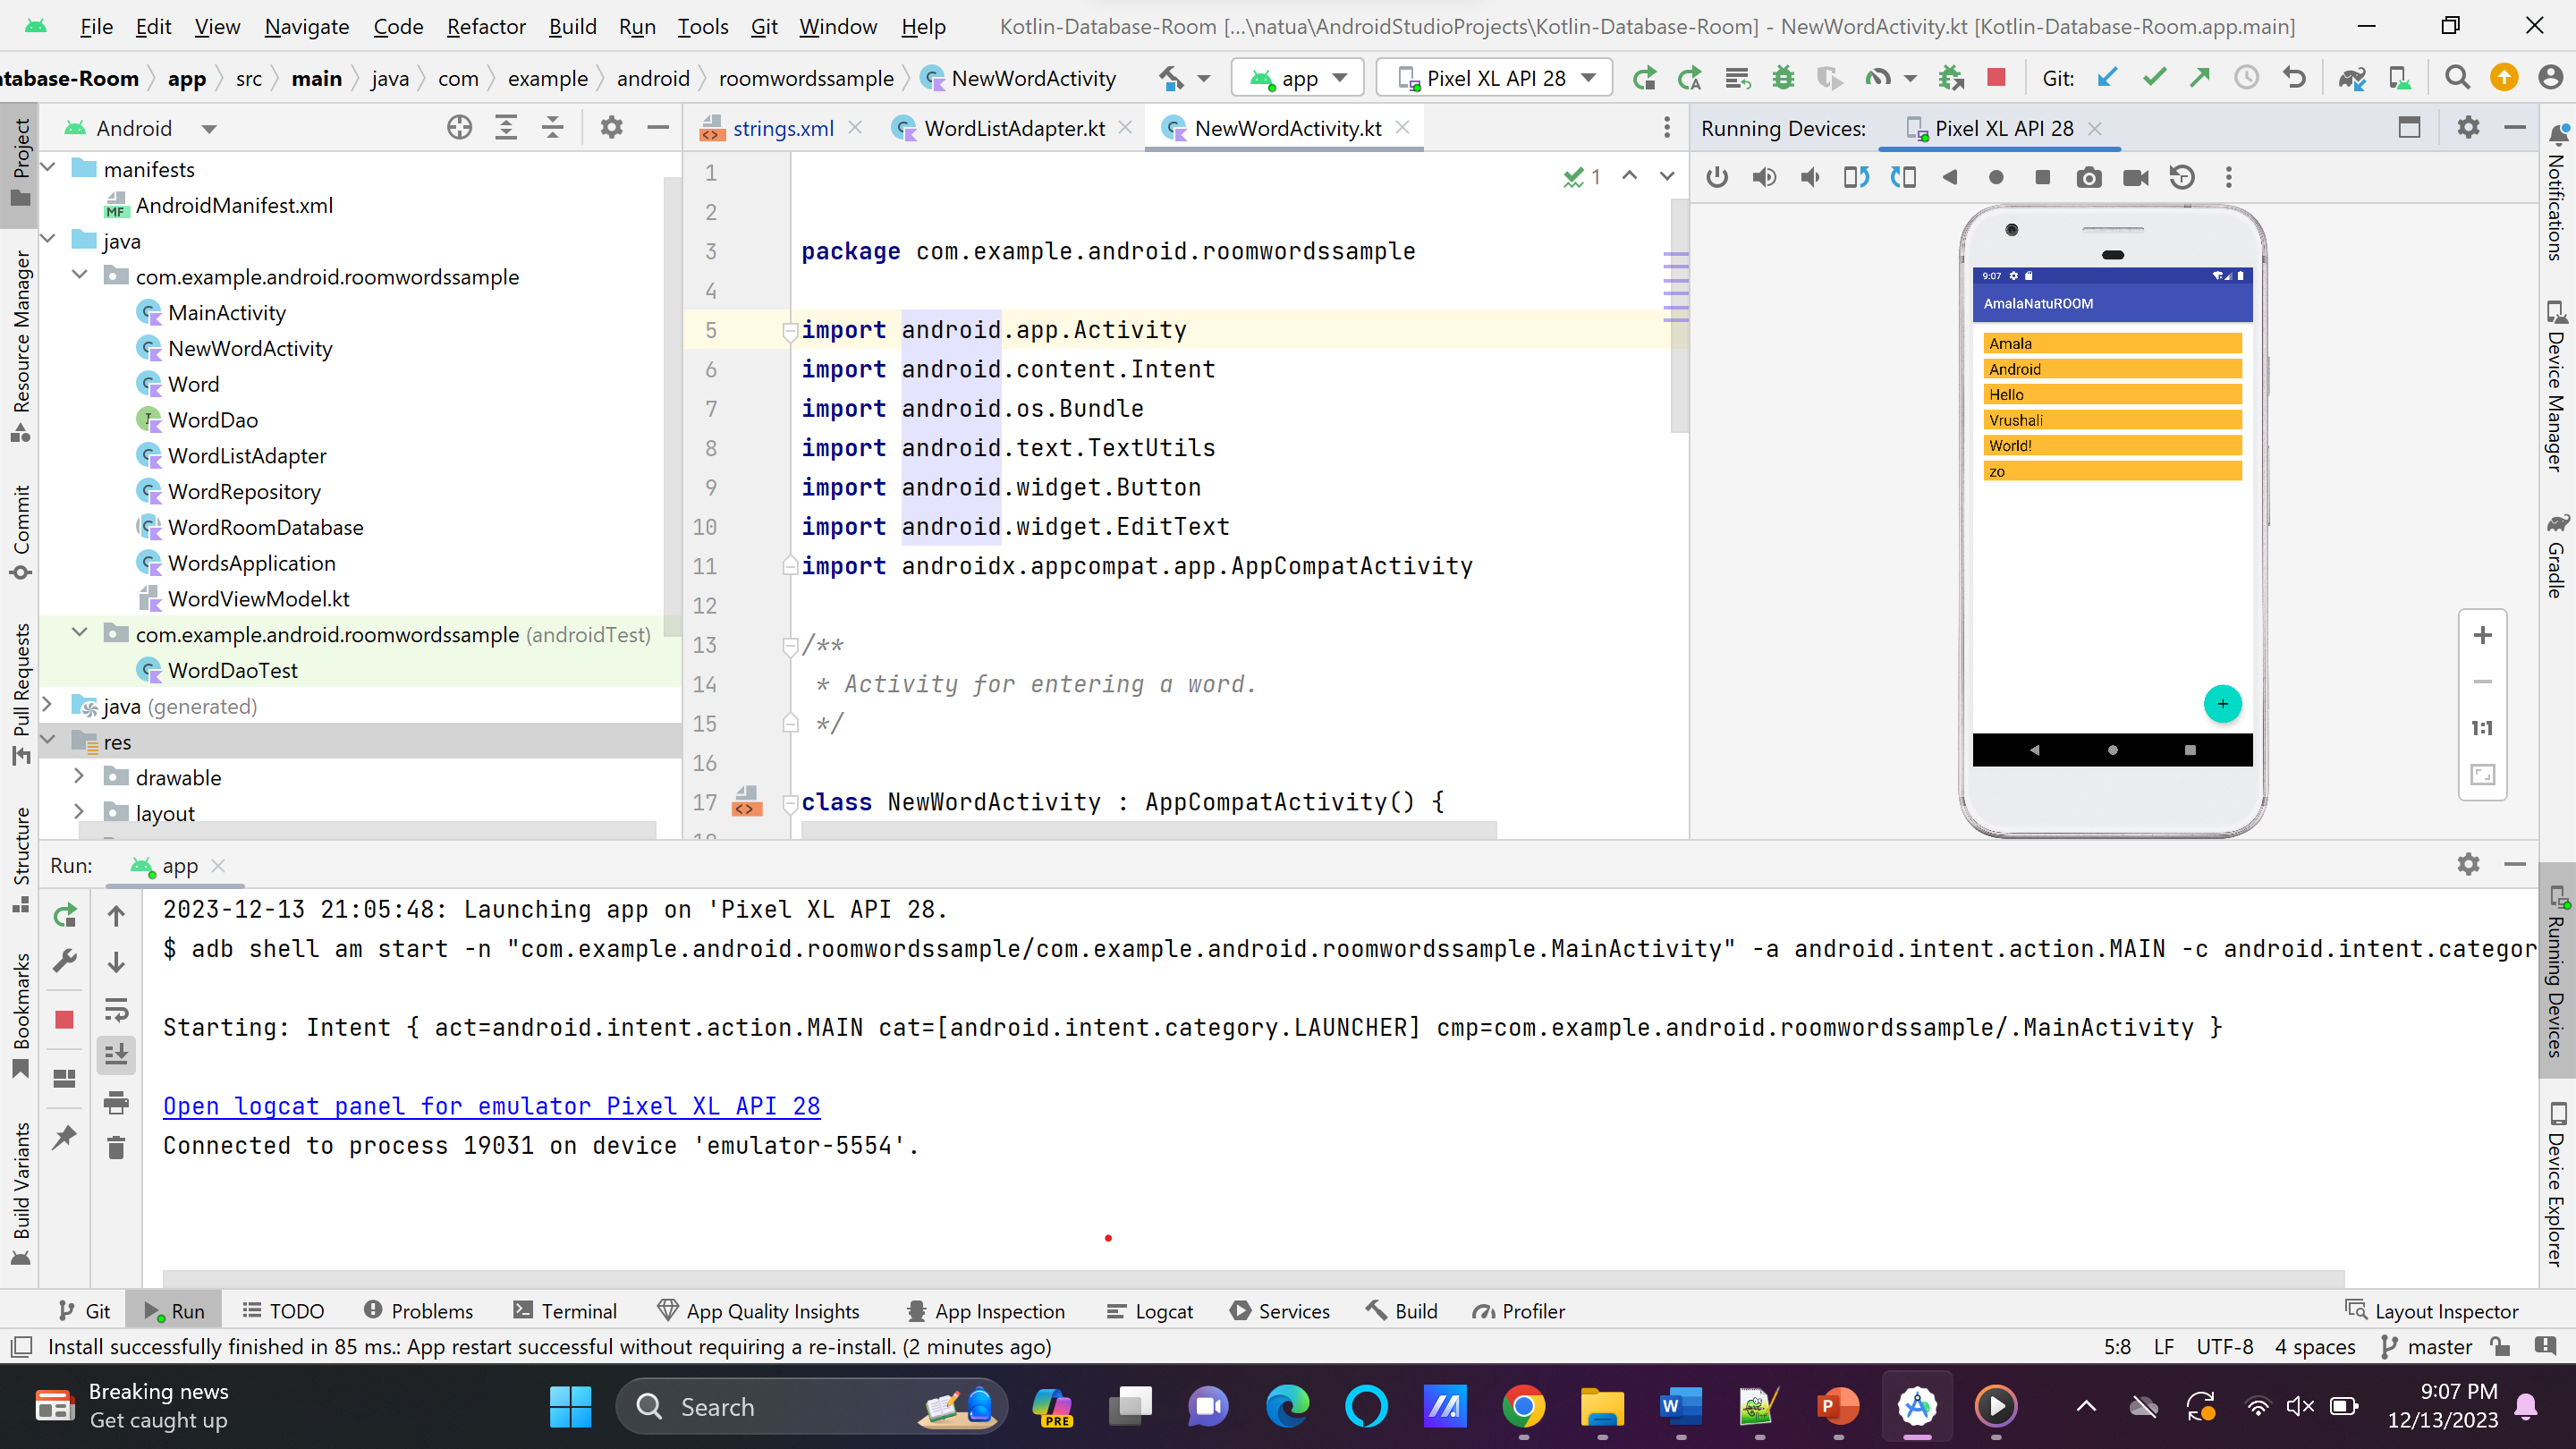 File Edit View Navigate Code Refactor Build Run Tools Git Window Help Kotlin-Database-Room [...\natua\AndroidStudioProjects\Kotlin-Database-Room] - NewWordActivity.kt [Kotlin-Database-Room.app.main]
atabase-Room app src main java com example android roomwordssample NewWordActivity app Pixel XL API 28 Git:
Project
Resource Manager
Commit
Pull Requests
Structure
Bookmarks
Build Variants
Android
manifests
MF AndroidManifest.xml
java
com.example.android.roomwordssample
MainActivity
NewWordActivity
Word
WordDao
WordListAdapter
WordRepository
WordRoomDatabase
WordsApplication
WordViewModel.kt
com.example.android.roomwordssample (androidTest)
WordDaoTest
java (generated)
res
drawable
layout
strings.xml WordListAdapter.kt NewWordActivity.kt
1
1
2
3 package com.example.android.roomwordssample
4
5 import android.app.Activity
6 import android.content.Intent
7 import android.os.Bundle
8 import android.text.TextUtils
9 import android.widget.Button
10 import android.widget.EditText
11 import androidx.appcompat.app.AppCompatActivity
12
13 /**
14 * Activity for entering a word.
15 */
16
17 class NewWordActivity : AppCompatActivity() {
Running Devices: Pixel XL API 28
9:07
AmalaNatuROOM
Amala
Android
Hello
Vrushali
World!
zo
+
1:1
Notifications
Device Manager
Gradle
Running Devices
Device Explorer
Run: app
2023-12-13 21:05:48: Launching app on 'Pixel XL API 28.
$ adb shell am start -n "com.example.android.roomwordssample/com.example.android.roomwordssample.MainActivity" -a android.intent.action.MAIN -c android.intent.categor
Starting: Intent { act=android.intent.action.MAIN cat=[android.intent.category.LAUNCHER] cmp=com.example.android.roomwordssample/.MainActivity }
Open logcat panel for emulator Pixel XL API 28
Connected to process 19031 on device 'emulator-5554'.
Git Run TODO Problems Terminal App Quality Insights App Inspection Logcat Services Build Profiler Layout Inspector
Install successfully finished in 85 ms.: App restart successful without requiring a re-install. (2 minutes ago) 5:8 LF UTF-8 4 spaces master
Breaking news
Get caught up
Search
PRE
9:07 PM
12/13/2023